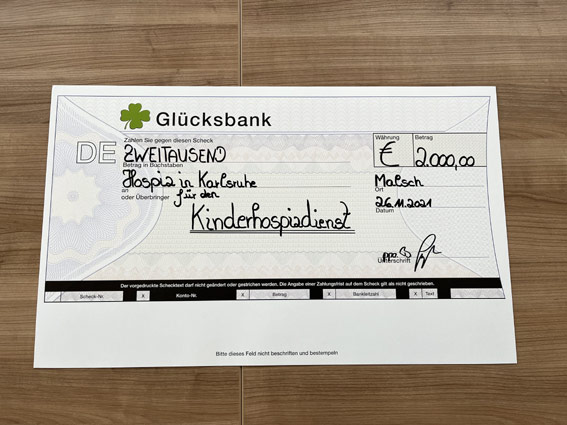 Glücksbank
DE
Zahlen Sie gegen diesen Scheck
ZWEITAUSEND
Betrag in Buchstaben
Währung
€
Betrag
2.000,00
Hospiz in Karlsruhe
an
oder Überbringer
für den
Kinderhospizdienst
Malsch
Ort
26.11.2021
Datum
ppa.
Unterschrift
Der vorgedruckte Schecktext darf nicht geändert oder gestrichen werden. Die Angabe einer Zahlungsfrist auf dem Scheck gilt als nicht geschrieben.
Scheck-Nr. X Konto-Nr. X Betrag X Bankleitzahl X Text
Bitte dieses Feld nicht beschriften und bestempeln